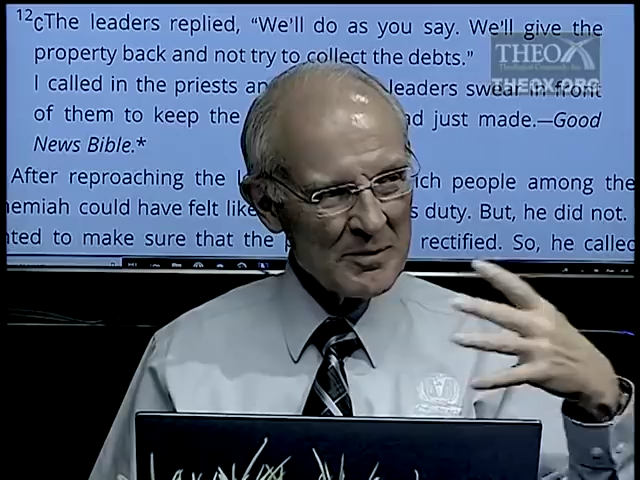 ¹²cThe leaders replied, “We’ll do as you say. We’ll give the
property back and not try to collect the debts.”
I called in the priests leaders swear in front
of them to keep the just made.—Good
News Bible.*
After reproaching the which people among the
nemiah could have felt like s duty. But, he did not.
nted to make sure that the rectified. So, he called
THEOX
THEOX.ORG